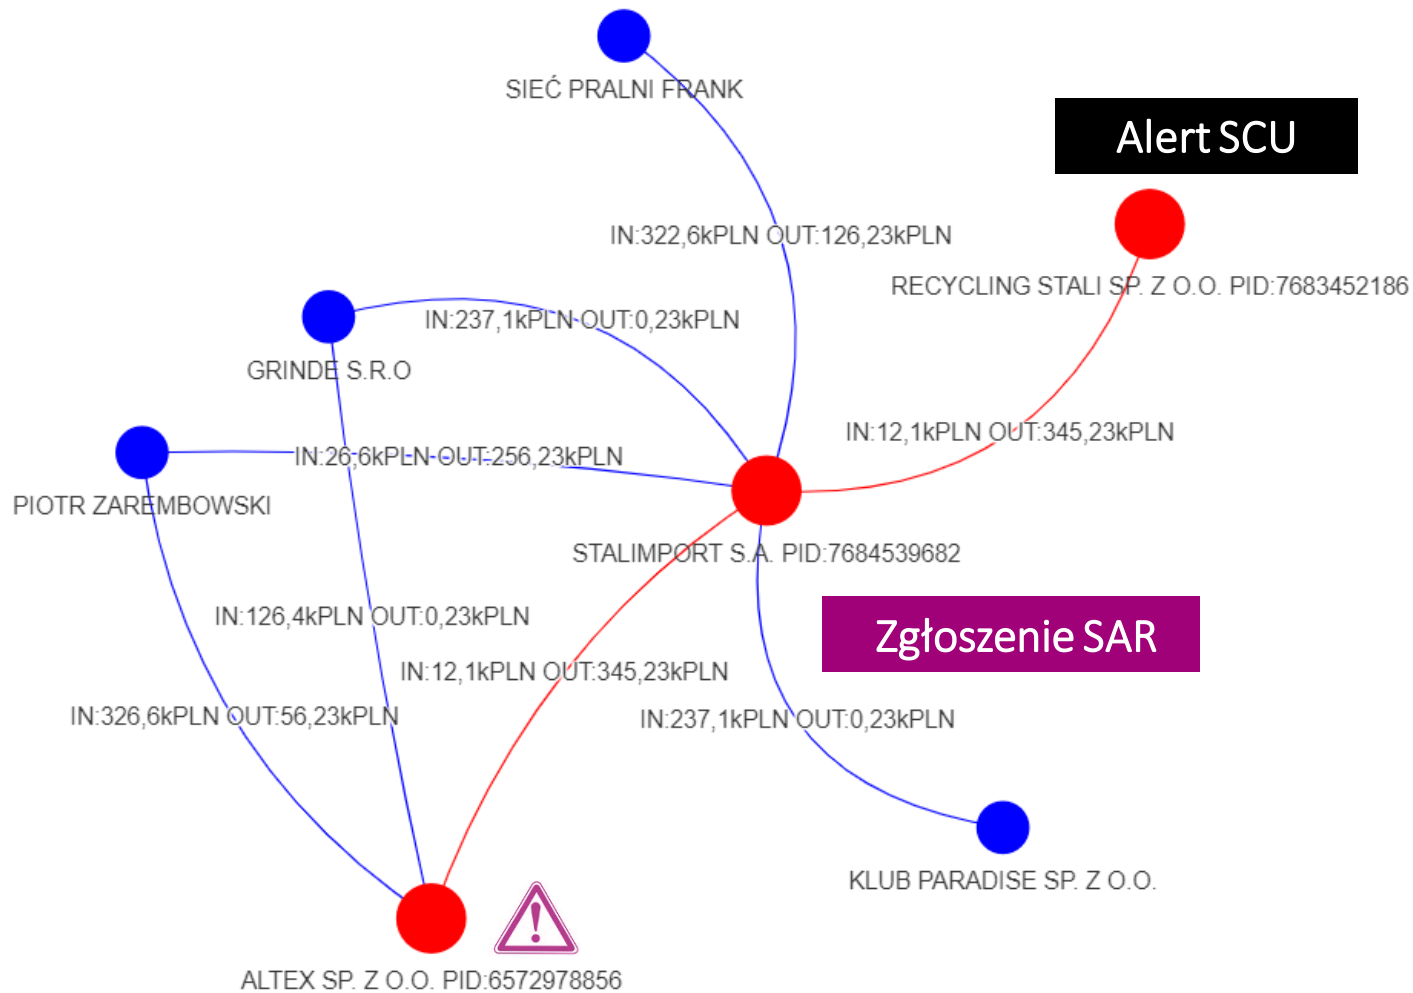 SIEĆ PRALNI FRANK
Alert SCU
IN:322,6kPLN OUT:126,23kPLN
RECYCLING STALI SP. Z O.O. PID:7683452186
IN:237,1kPLN OUT:0,23kPLN
GRINDE S.R.O
IN:12,1kPLN OUT:345,23kPLN
IN:26,6kPLN OUT:256,23kPLN
PIOTR ZAREMBOWSKI
STALIMPORT S.A. PID:7684539682
IN:126,4kPLN OUT:0,23kPLN
Zgłoszenie SAR
IN:12,1kPLN OUT:345,23kPLN
IN:326,6kPLN OUT:56,23kPLN
IN:237,1kPLN OUT:0,23kPLN
KLUB PARADISE SP. Z O.O.
ALTEX SP. Z O.O. PID:6572978856